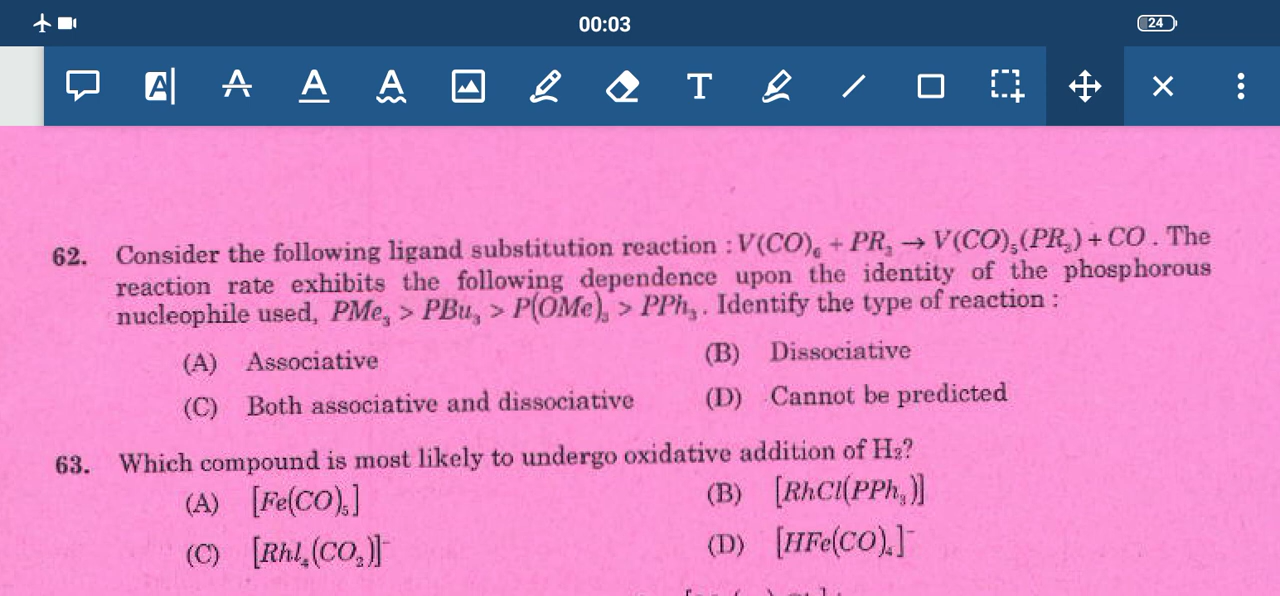 00:03
24
A
A
A
A
T
62. Consider the following ligand substitution reaction : V(CO)₆ + PR₃ → V(CO)₅(PR₃) + CO . The
reaction rate exhibits the following dependence upon the identity of the phosphorous
nucleophile used, PMe₃ > PBu₃ > P(OMe)₃ > PPh₃ . Identify the type of reaction :
(A) Associative (B) Dissociative
(C) Both associative and dissociative (D) Cannot be predicted
63. Which compound is most likely to undergo oxidative addition of H₂?
(A) [Fe(CO)₅] (B) [RhCl(PPh₃)]
(C) [RhI₄(CO₂)]⁻ (D) [HFe(CO)₄]⁻